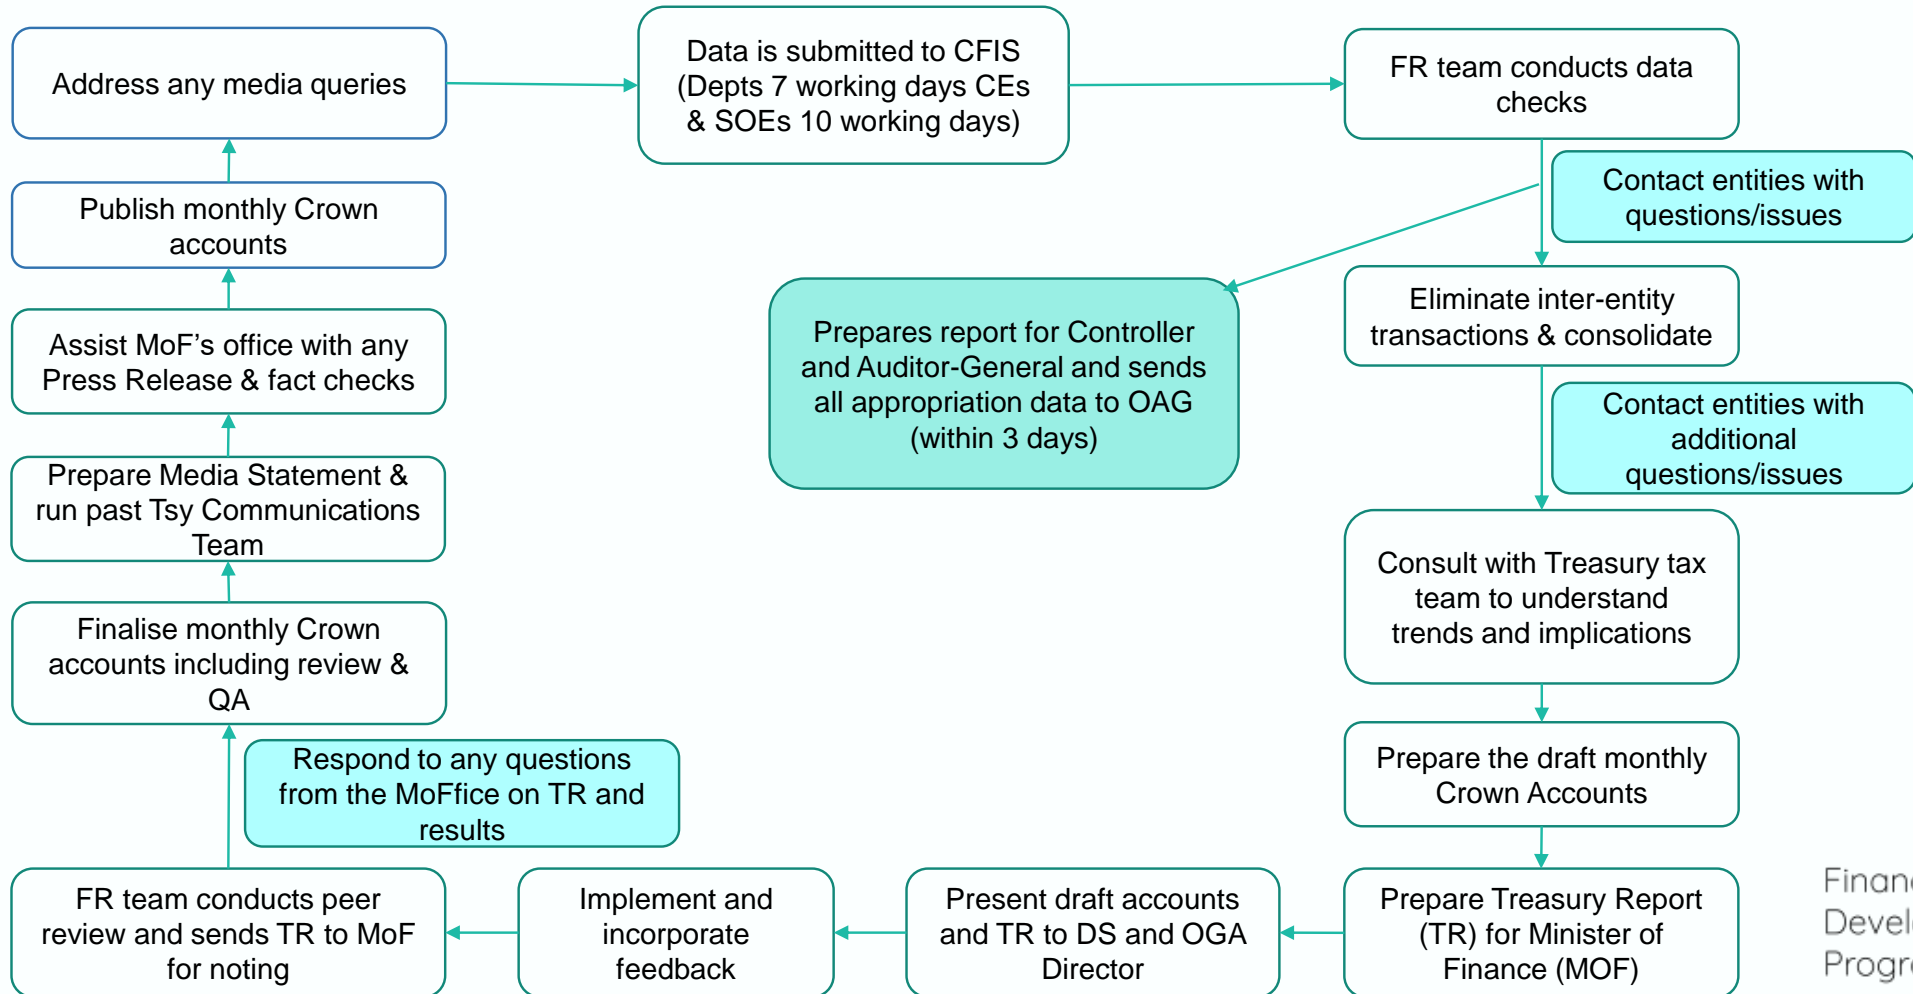 Address any media queries
Data is submitted to CFIS
(Depts 7 working days CEs
& SOEs 10 working days)
FR team conducts data
checks
Contact entities with
questions/issues
Publish monthly Crown
accounts
Eliminate inter-entity
transactions & consolidate
Prepares report for Controller
and Auditor-General and sends
all appropriation data to OAG
(within 3 days)
Assist MoF’s office with any
Press Release & fact checks
Contact entities with
additional
questions/issues
Prepare Media Statement &
run past Tsy Communications
Team
Consult with Treasury tax
team to understand
trends and implications
Finalise monthly Crown
accounts including review &
QA
Prepare the draft monthly
Crown Accounts
Respond to any questions
from the MoFfice on TR and
results
FR team conducts peer
review and sends TR to MoF
for noting
Implement and
incorporate
feedback
Present draft accounts
and TR to DS and OGA
Director
Prepare Treasury Report
(TR) for Minister of
Finance (MOF)